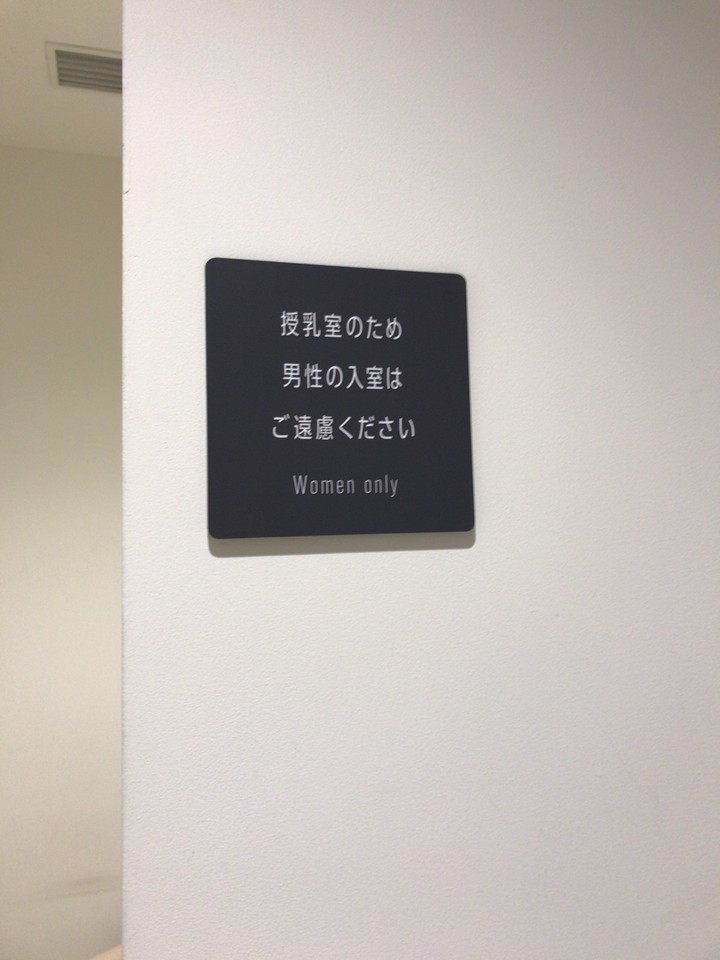 授乳室のため
男性の入室は
ご遠慮ください
Women only